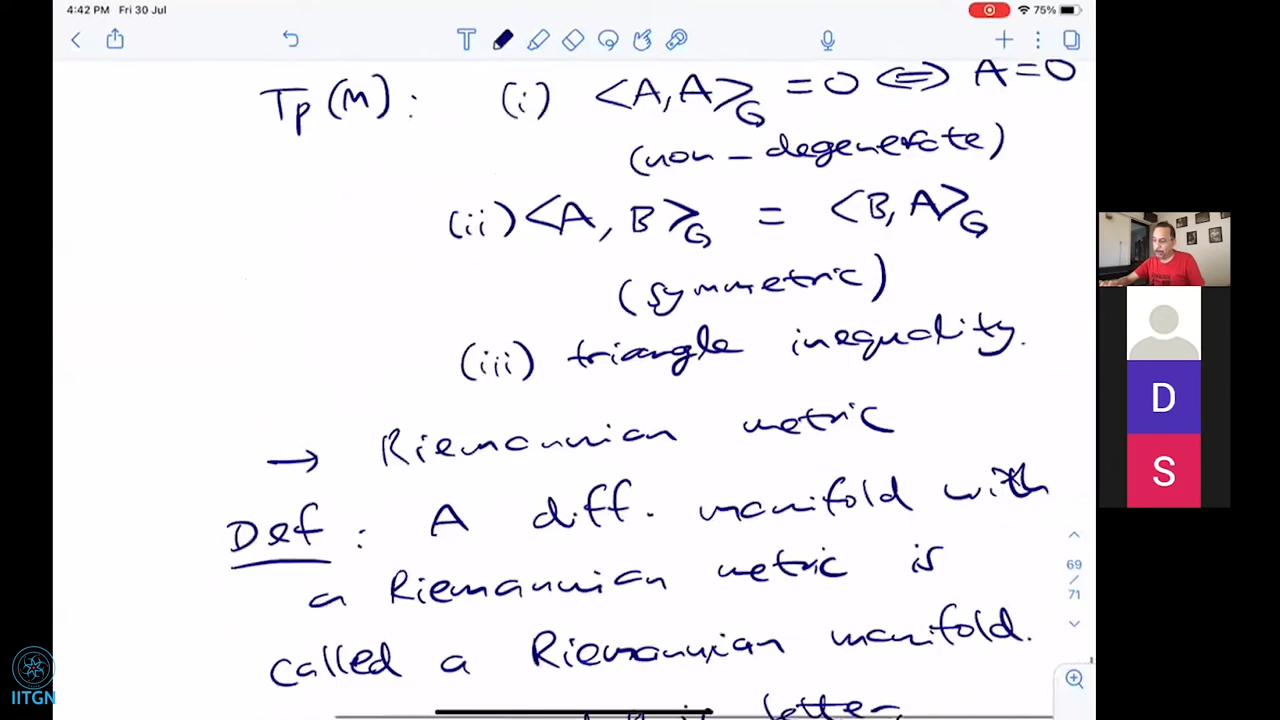 4:42 PM Fri 30 Jul
75%
T
Tp (M) : (i) <A, A>G = 0 <=> A = 0
(non-degenerate)
(ii) <A, B>G = <B, A>G
(symmetric)
(iii) triangle inequality.
→ Riemannian metric
Def : A diff. manifold with
a Riemannian metric is
called a Riemannian manifold.
letter
69
/
71
D
S
IITGN